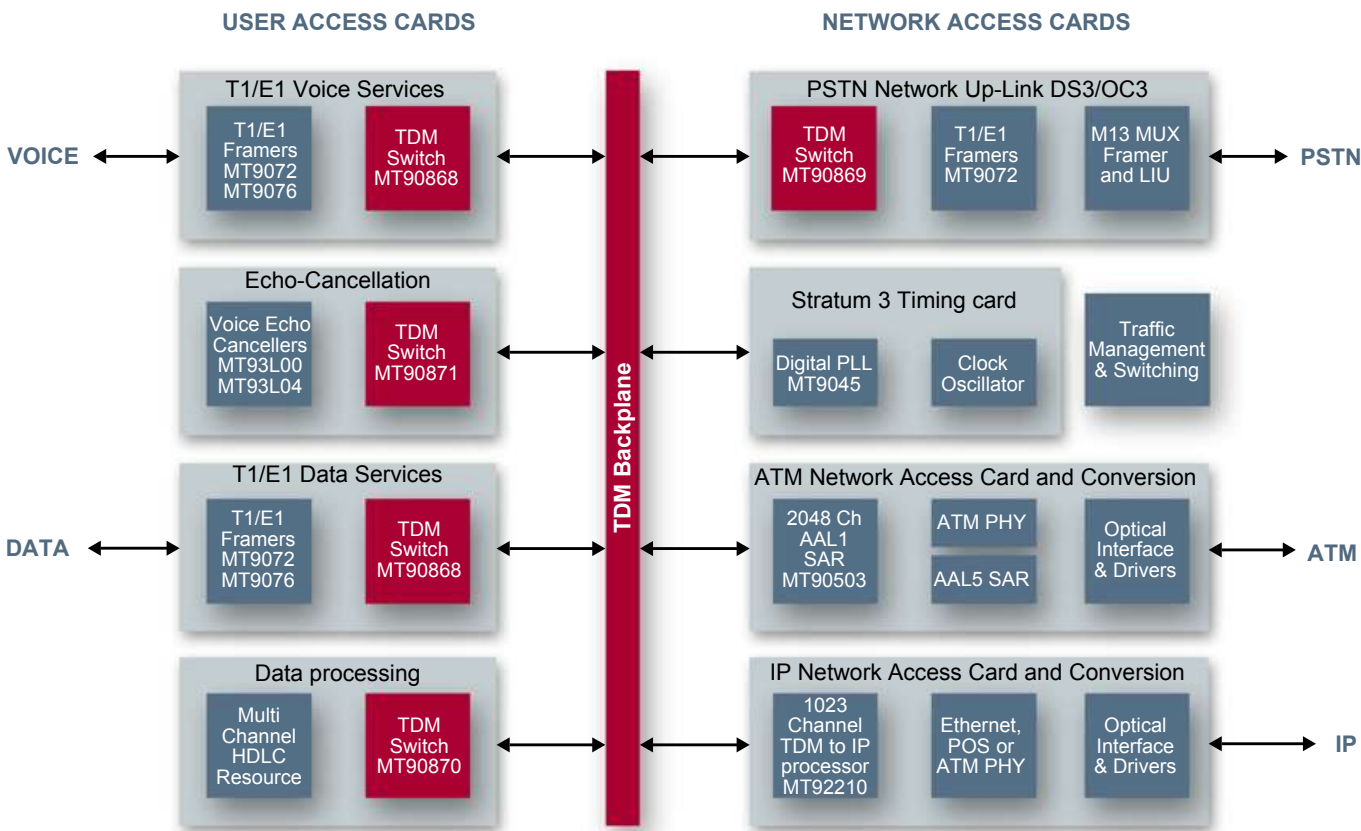 USER ACCESS CARDS
NETWORK ACCESS CARDS
VOICE
T1/E1 Voice Services
T1/E1
Framers
MT9072
MT9076
TDM
Switch
MT90868
Echo-Cancellation
Voice Echo
Cancellers
MT93L00
MT93L04
TDM
Switch
MT90871
DATA
T1/E1 Data Services
T1/E1
Framers
MT9072
MT9076
TDM
Switch
MT90868
Data processing
Multi
Channel
HDLC
Resource
TDM
Switch
MT90870
TDM Backplane
PSTN Network Up-Link DS3/OC3
TDM
Switch
MT90869
T1/E1
Framers
MT9072
M13 MUX
Framer
and LIU
PSTN
Stratum 3 Timing card
Digital PLL
MT9045
Clock
Oscillator
Traffic
Management
& Switching
ATM Network Access Card and Conversion
2048 Ch
AAL1
SAR
MT90503
ATM PHY
AAL5 SAR
Optical
Interface
& Drivers
ATM
IP Network Access Card and Conversion
1023
Channel
TDM to IP
processor
MT92210
Ethernet,
POS or
ATM PHY
Optical
Interface
& Drivers
IP